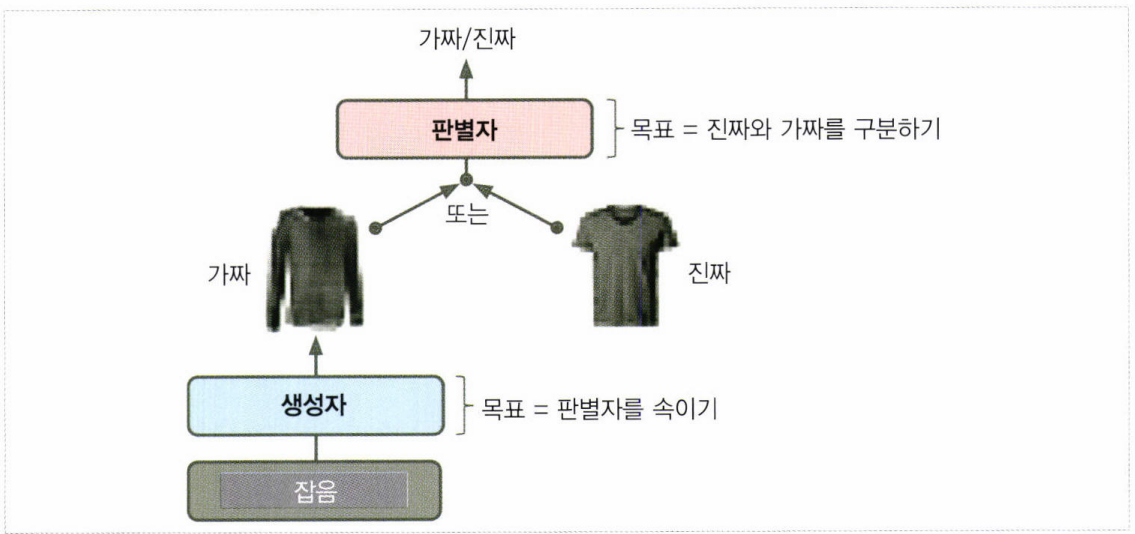 가짜/진짜
판별자
목표 = 진짜와 가짜를 구분하기
또는
가짜
진짜
생성자
목표 = 판별자를 속이기
잡음